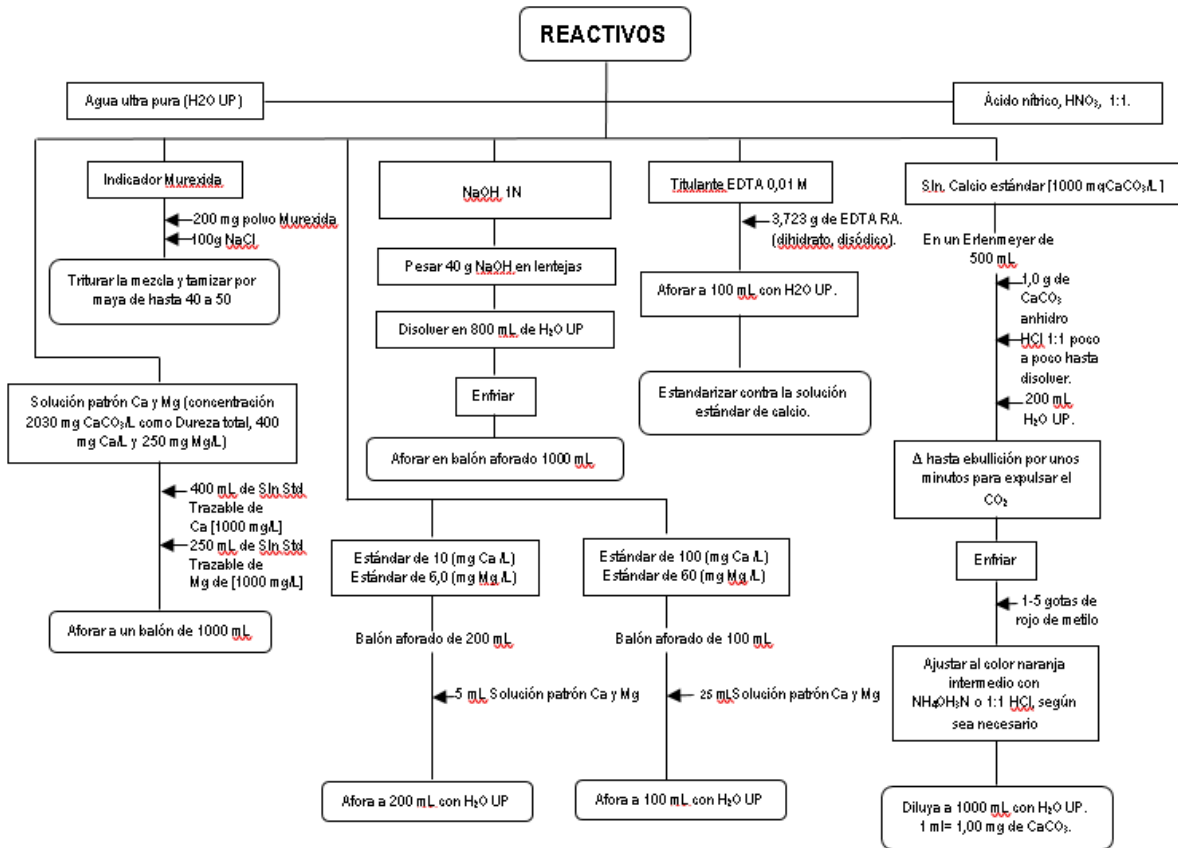 REACTIVOS
Agua ultra pura (H2O UP)
Ácido nítrico, HNO₃, 1:1.
Indicador Murexida
200 mg polvo Murexida
100g NaCl
Triturar la mezcla y tamizar por
maya de hasta 40 a 50
Solución patrón Ca y Mg (concentración
2030 mg CaCO₃/L como Dureza total, 400
mg Ca/L y 250 mg Mg/L)
400 mL de Sln Std.
Trazable de
Ca [1000 mg/L]
250 mL de Sln Std.
Trazable de
Mg de [1000 mg/L]
Aforar a un balón de 1000 mL
NaOH 1N
Pesar 40 g NaOH en lentejas
Disolver en 800 mL de H₂O UP
Enfriar
Aforar en balón aforado 1000 mL
Estándar de 10 (mg Ca /L)
Estándar de 6,0 (mg Mg /L)
Balón aforado de 200 mL
5 mL Solución patrón Ca y Mg
Afora a 200 mL con H₂O UP
Estándar de 100 (mg Ca /L)
Estándar de 60 (mg Mg /L)
Balón aforado de 100 mL
25 mLSolución patrón Ca y Mg
Afora a 100 mL con H₂O UP
Titulante EDTA 0,01 M
3,723 g de EDTA RA.
(dihidrato, disódico).
Aforar a 100 mL con H2O UP.
Estandarizar contra la solución
estándar de calcio.
Sln. Calcio estándar [1000 mqCaCO₃/L]
En un Erlenmeyer de
500 mL
1,0 g de
CaCO₃
anhidro
HCl 1:1 poco
a poco hasta
disolver.
200 mL
H₂O UP.
Δ hasta ebullición por unos
minutos para expulsar el
CO₂
Enfriar
1-5 gotas de
rojo de metilo
Ajustar al color naranja
intermedio con
NH₄OH3N o 1:1 HCl, según
sea necesario
Diluya a 1000 mL con H₂O UP.
1 ml= 1,00 mg de CaCO₃.